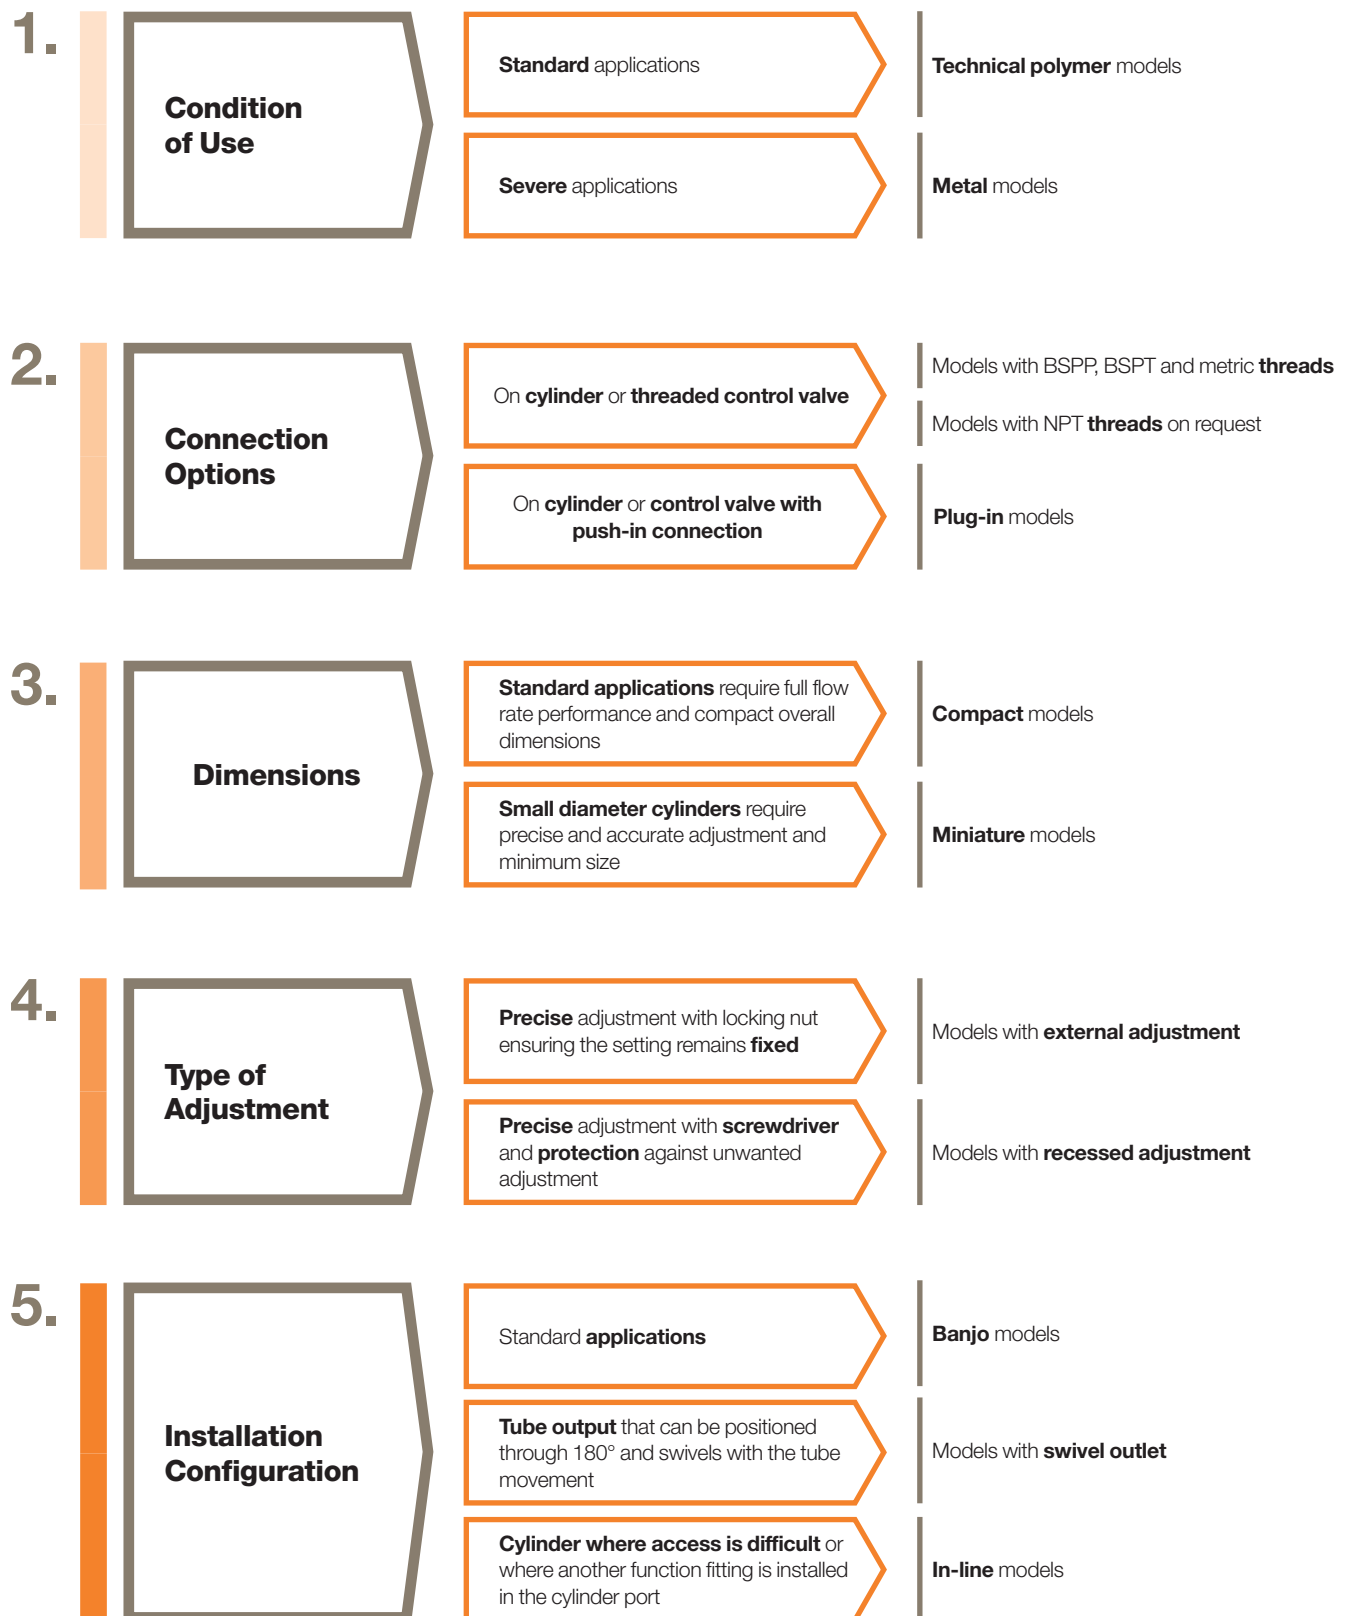 1.
Condition
of Use
Standard applications
Technical polymer models
Severe applications
Metal models
2.
Connection
Options
On cylinder or threaded control valve
Models with BSPP, BSPT and metric threads
Models with NPT threads on request
On cylinder or control valve with
push-in connection
Plug-in models
3.
Dimensions
Standard applications require full flow
rate performance and compact overall
dimensions
Compact models
Small diameter cylinders require
precise and accurate adjustment and
minimum size
Miniature models
4.
Type of
Adjustment
Precise adjustment with locking nut
ensuring the setting remains fixed
Models with external adjustment
Precise adjustment with screwdriver
and protection against unwanted
adjustment
Models with recessed adjustment
5.
Installation
Configuration
Standard applications
Banjo models
Tube output that can be positioned
through 180° and swivels with the tube
movement
Models with swivel outlet
Cylinder where access is difficult or
where another function fitting is installed
in the cylinder port
In-line models